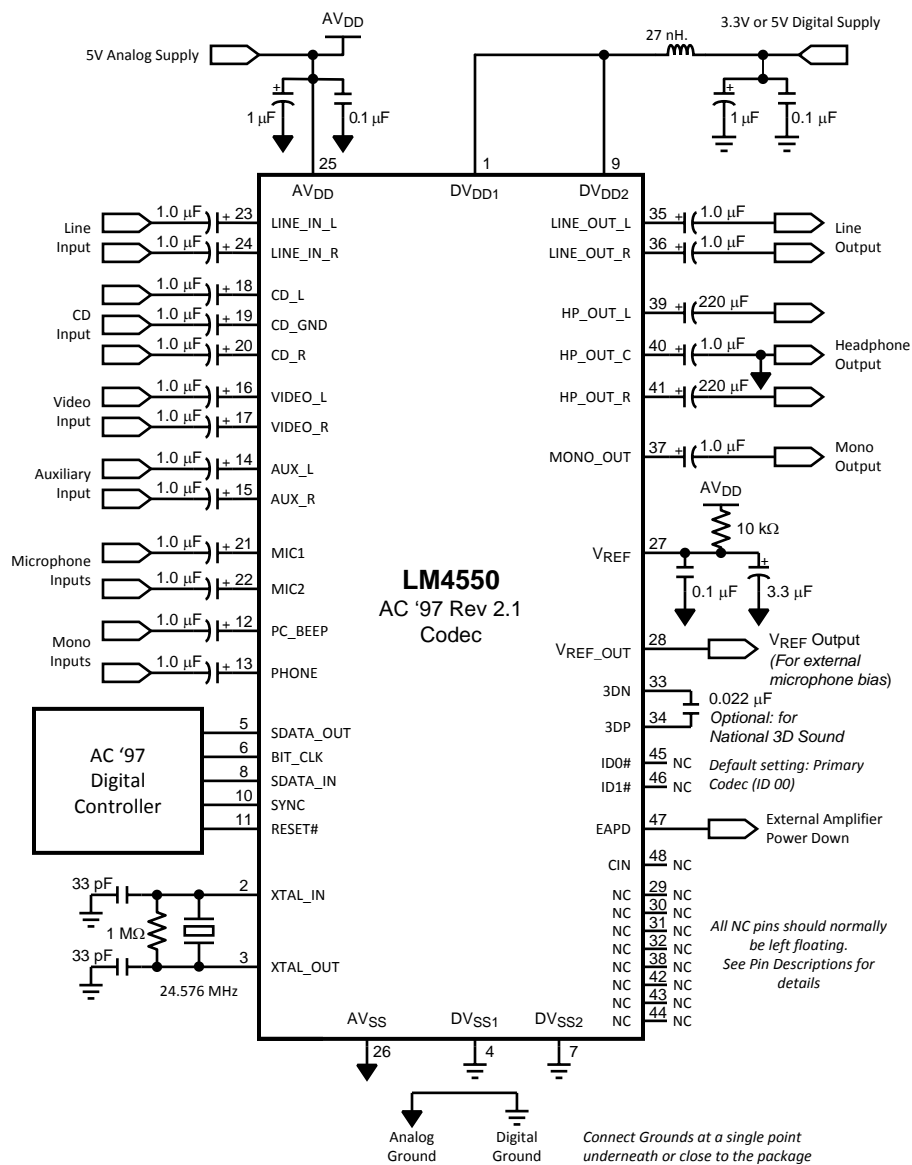 AVDD
5V Analog Supply
3.3V or 5V Digital Supply
27 nH.
+
1 µF
0.1 µF
+
1 µF
0.1 µF
25
1
9
AVDD
DVDD1
DVDD2
Line
Input
1.0 µF + 23 LINE_IN_L
1.0 µF + 24 LINE_IN_R
CD
Input
1.0 µF + 18 CD_L
1.0 µF + 19 CD_GND
1.0 µF + 20 CD_R
Video
Input
1.0 µF + 16 VIDEO_L
1.0 µF + 17 VIDEO_R
Auxiliary
Input
1.0 µF + 14 AUX_L
1.0 µF + 15 AUX_R
Microphone
Inputs
1.0 µF + 21 MIC1
1.0 µF + 22 MIC2
Mono
Inputs
1.0 µF + 12 PC_BEEP
1.0 µF + 13 PHONE
AC ‘97
Digital
Controller
5 SDATA_OUT
6 BIT_CLK
8 SDATA_IN
10 SYNC
11 RESET#
33 pF
2 XTAL_IN
1 MΩ
33 pF
3 XTAL_OUT
24.576 MHz
LM4550
AC ‘97 Rev 2.1
Codec
LINE_OUT_L 35 + 1.0 µF
LINE_OUT_R 36 + 1.0 µF
Line
Output
HP_OUT_L 39 + 220 µF
HP_OUT_C 40 + 1.0 µF
HP_OUT_R 41 + 220 µF
Headphone
Output
MONO_OUT 37 + 1.0 µF
Mono
Output
AVDD
10 kΩ
VREF 27
0.1 µF
+
3.3 µF
VREF_OUT 28
VREF Output
(For external
microphone bias)
3DN 33
3DP 34
0.022 µF
Optional: for
National 3D Sound
ID0# 45 NC
ID1# 46 NC
Default setting: Primary
Codec (ID 00)
EAPD 47
External Amplifier
Power Down
CIN 48 NC
NC 29 NC
NC 30 NC
NC 31 NC
NC 32 NC
NC 38 NC
NC 42 NC
NC 43 NC
NC 44 NC
All NC pins should normally
be left floating.
See Pin Descriptions for
details
AVSS
DVSS1
DVSS2
26
4
7
Analog
Ground
Digital
Ground
Connect Grounds at a single point
underneath or close to the package